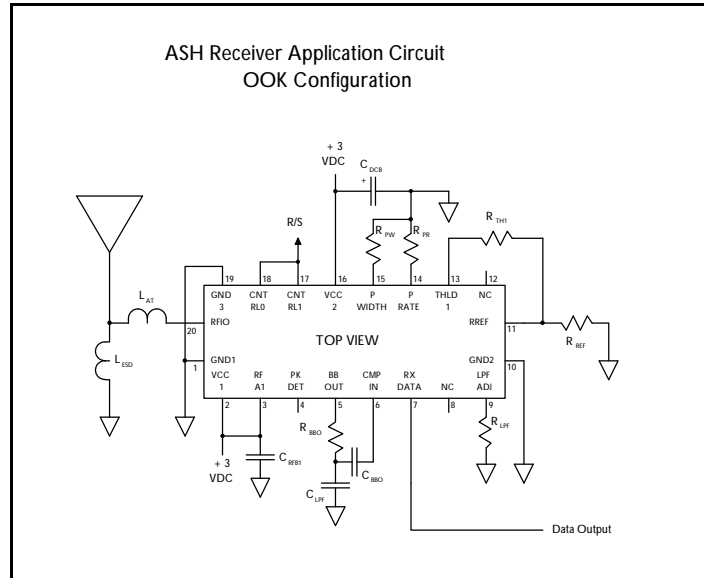 ASH Receiver Application Circuit
OOK Configuration
+ 3
VDC
C DCB
+
R/S
R PW
R PR
R TH1
19
18
17
16
15
14
13
12
GND
3
CNT
RL0
CNT
RL1
VCC
2
P
WIDTH
P
RATE
THLD
1
NC
L AT
RFIO
20
RREF
11
TOP VIEW
R REF
L ESD
1
GND1
GND2
10
VCC
1
RF
A1
PK
DET
BB
OUT
CMP
IN
RX
DATA
NC
LPF
ADJ
2
3
4
5
6
7
8
9
R BBO
R LPF
+ 3
VDC
C RFB1
C BBO
C LPF
Data Output